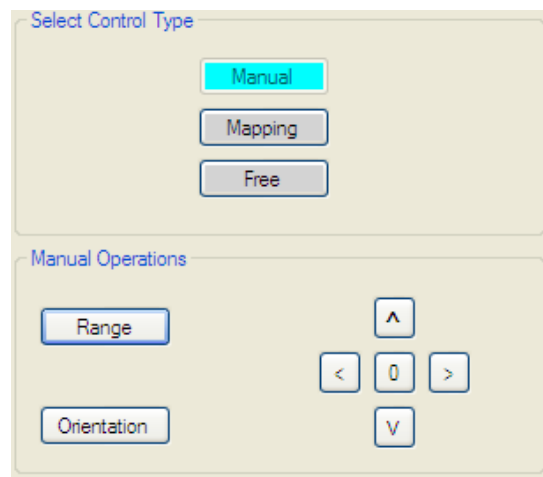 Select Control Type
Manual
Mapping
Free
Manual Operations
Range
^
< 0 >
Orientation
V